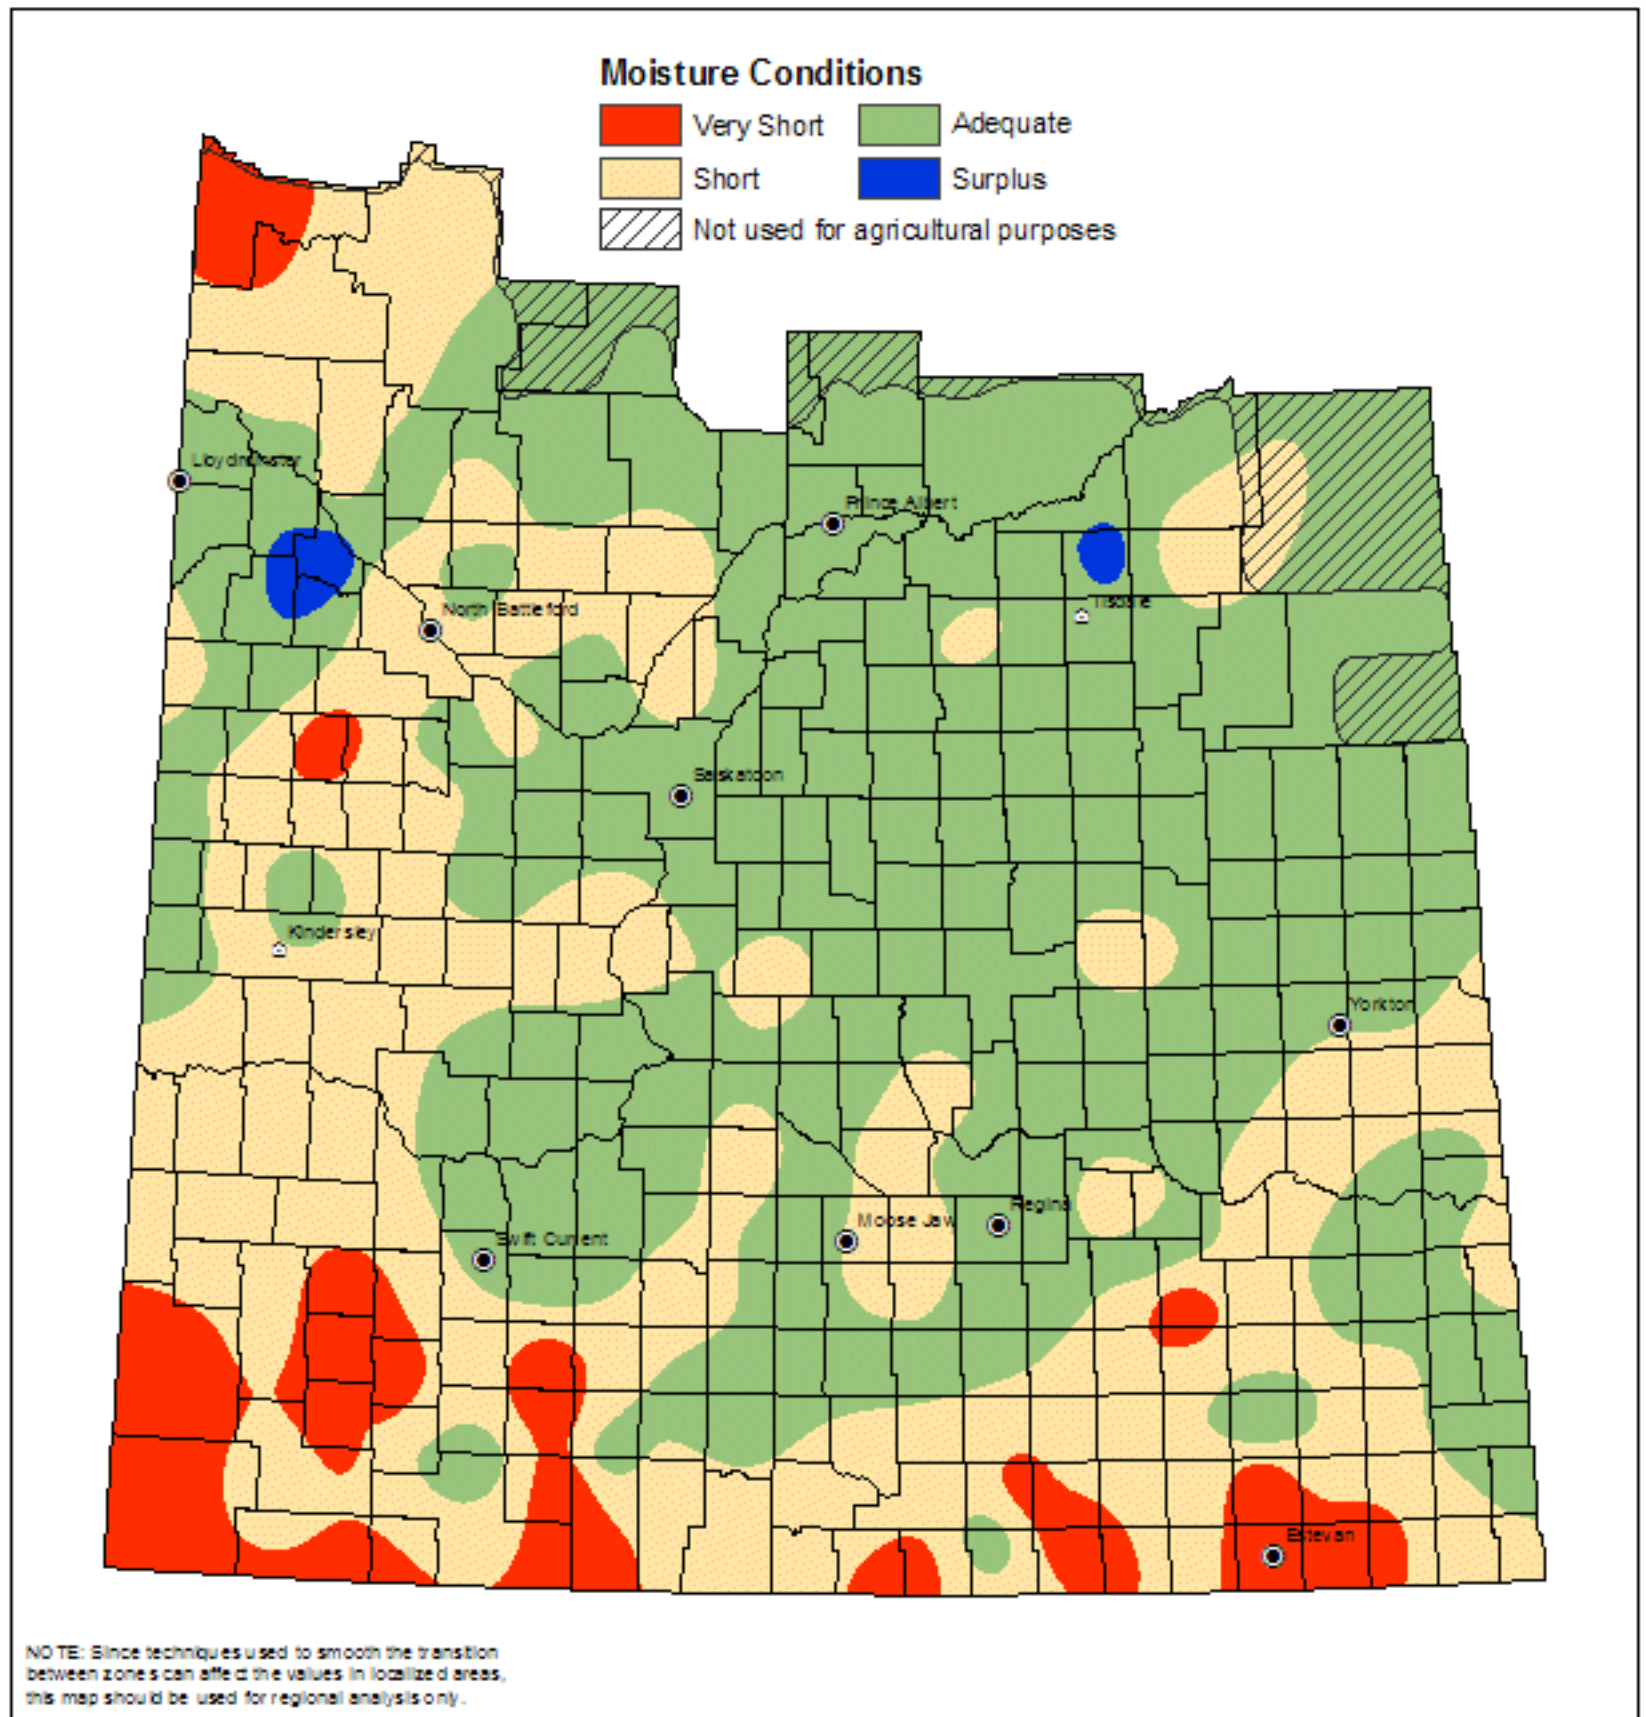 Moisture Conditions
Very Short
Adequate
Short
Surplus
Not used for agricultural purposes
Lloydminster
Prince Albert
Tisdale
North Battleford
Saskatoon
Kindersley
Yorkton
Regina
Moose Jaw
Swift Current
Estevan
NOTE: Since techniques used to smooth the transition
between zones can affect the values in localized areas,
this map should be used for regional analysis only.